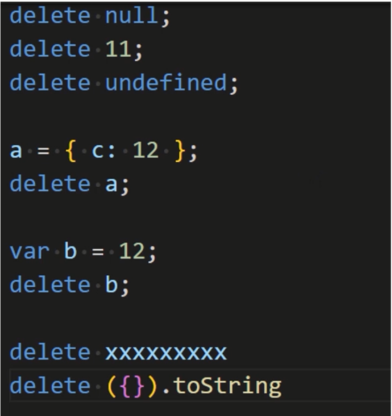 delete null;
delete 11;
delete undefined;
a = { c: 12 };
delete a;
var b = 12;
delete b;
delete xxxxxxxxx
delete ({}).toString